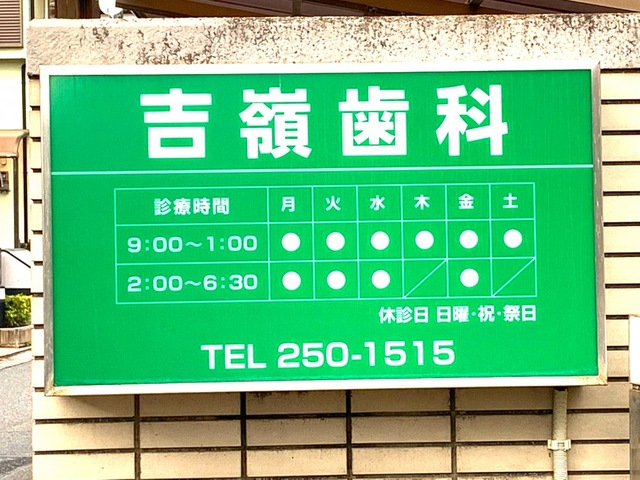 吉嶺歯科
診療時間 月 火 水 木 金 土
9:00〜1:00 ● ● ● ● ● ●
2:00〜6:30 ● ● ● ／ ● ／
休診日 日曜・祝・祭日
TEL 250-1515